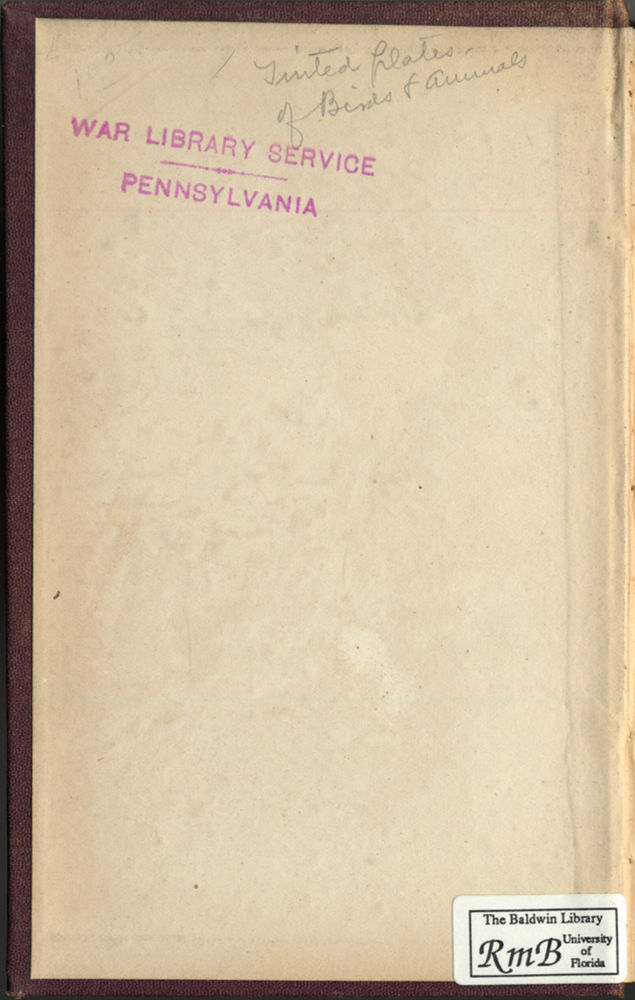 Tinted plates
of Birds & animals
WAR LIBRARY SERVICE
PENNSYLVANIA
The Baldwin Library
RmB University
of
Florida